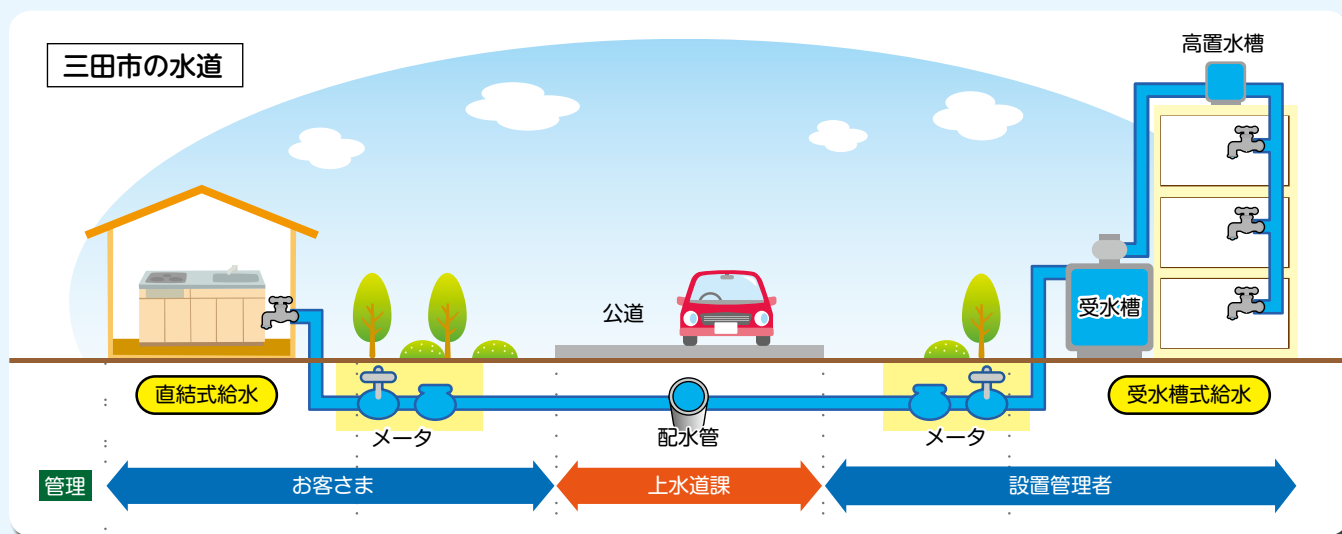 三田市の水道
高置水槽
公道
受水槽
直結式給水
受水槽式給水
メータ
配水管
メータ
管理
お客さま
上水道課
設置管理者